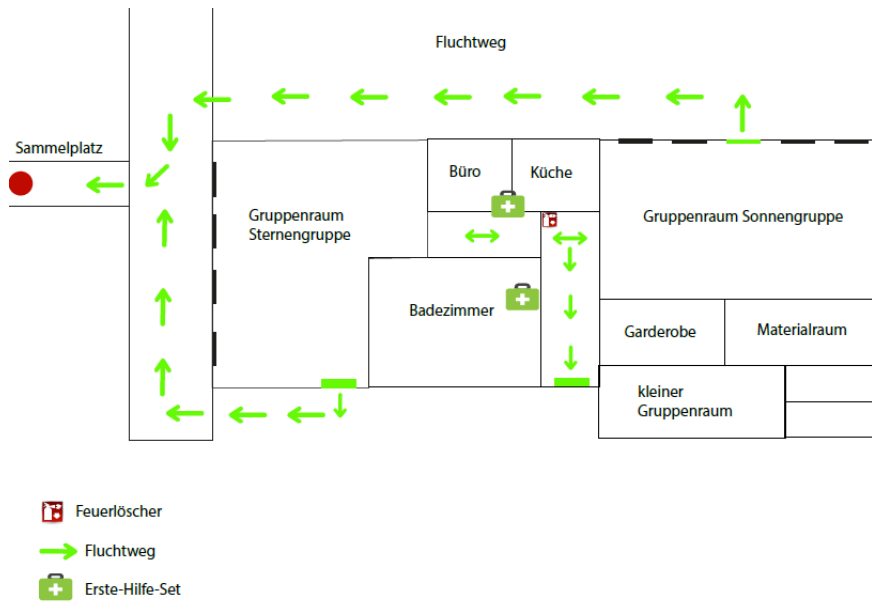 Fluchtweg
Sammelplatz
Büro
Küche
Gruppenraum
Sternengruppe
Gruppenraum Sonnengruppe
Badezimmer
Garderobe
Materialraum
kleiner
Gruppenraum
Feuerlöscher
Fluchtweg
Erste-Hilfe-Set